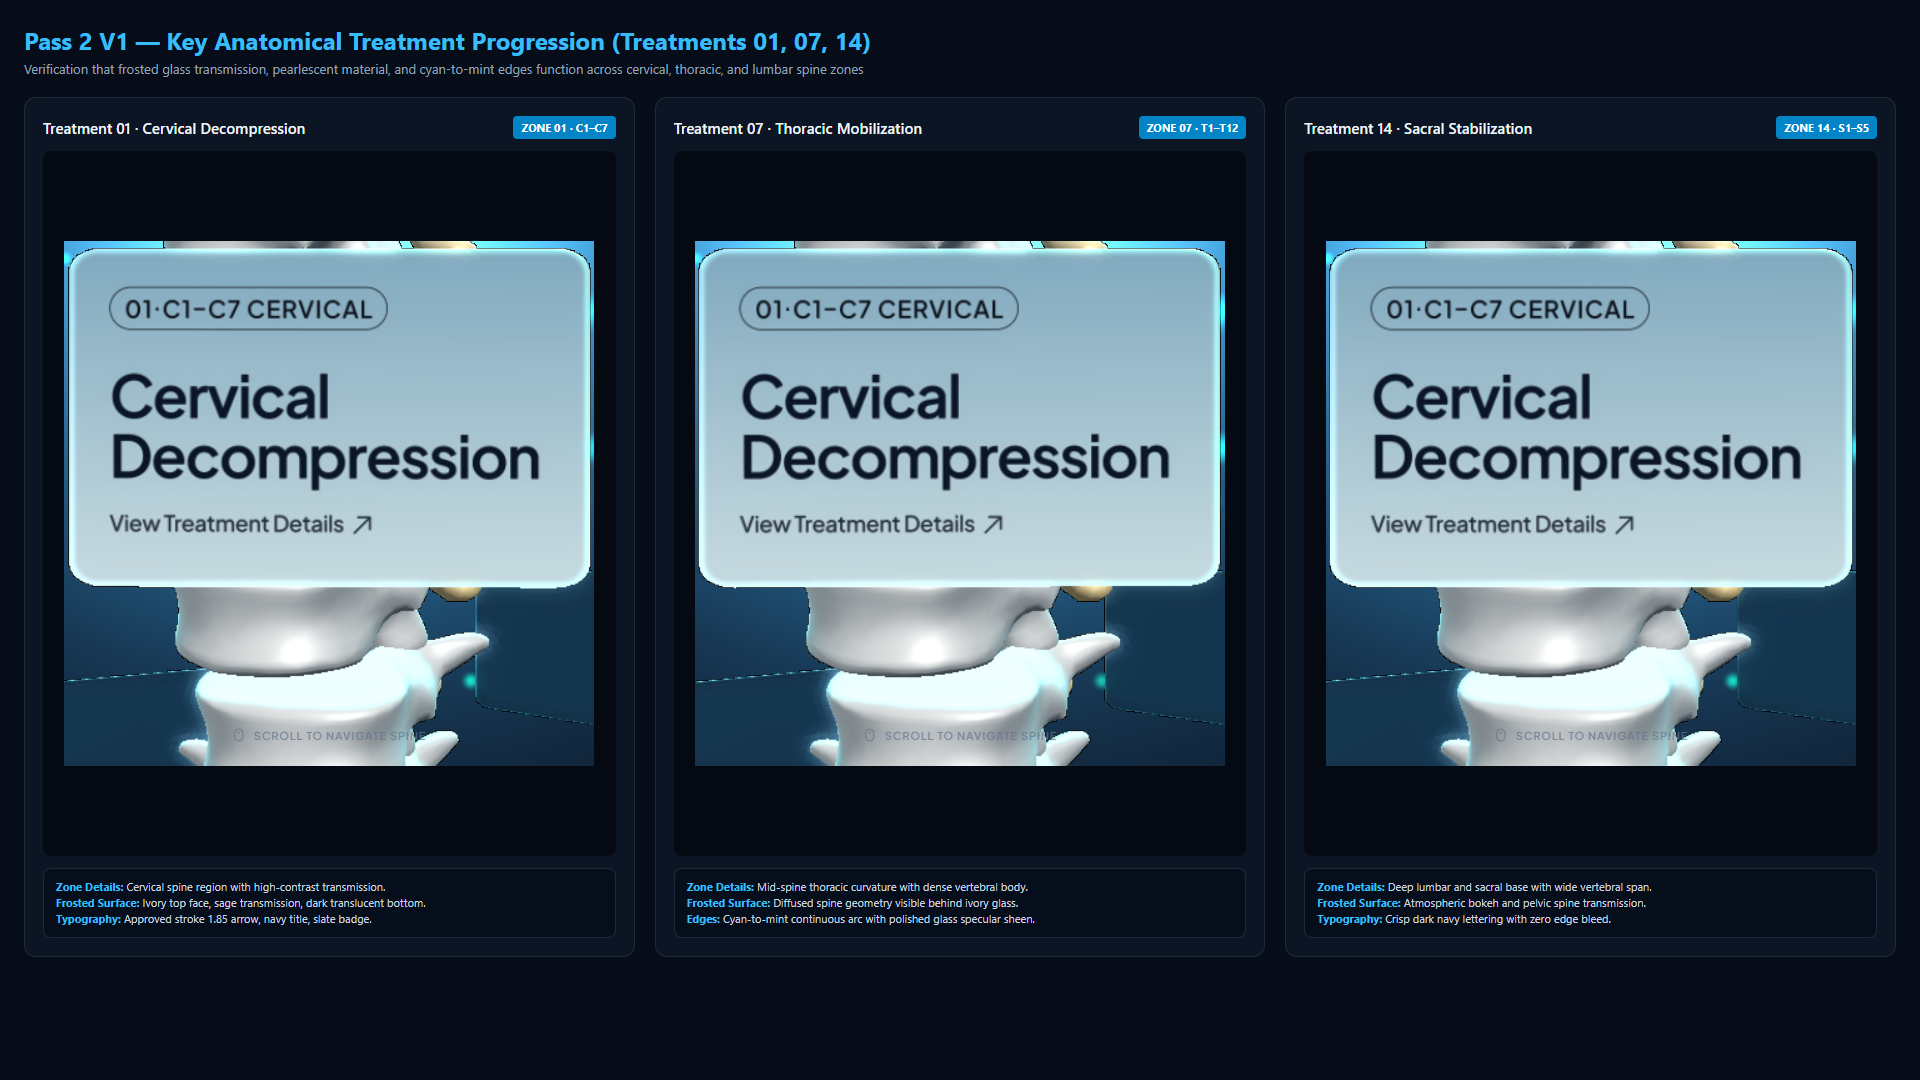 Pass 2 V1 — Key Anatomical Treatment Progression (Treatments 01, 07, 14)
Verification that frosted glass transmission, pearlescent material, and cyan-to-mint edges function across cervical, thoracic, and lumbar spine zones
Treatment 01 · Cervical Decompression
ZONE 01 · C1–C7
01·C1–C7 CERVICAL
Cervical
Decompression
View Treatment Details ↗
SCROLL TO NAVIGATE SPINE
Zone Details: Cervical spine region with high-contrast transmission.
Frosted Surface: Ivory top face, sage transmission, dark translucent bottom.
Typography: Approved stroke 1.85 arrow, navy title, slate badge.
Treatment 07 · Thoracic Mobilization
ZONE 07 · T1–T12
01·C1–C7 CERVICAL
Cervical
Decompression
View Treatment Details ↗
SCROLL TO NAVIGATE SPINE
Zone Details: Mid-spine thoracic curvature with dense vertebral body.
Frosted Surface: Diffused spine geometry visible behind ivory glass.
Edges: Cyan-to-mint continuous arc with polished glass specular sheen.
Treatment 14 · Sacral Stabilization
ZONE 14 · S1–S5
01·C1–C7 CERVICAL
Cervical
Decompression
View Treatment Details ↗
SCROLL TO NAVIGATE SPINE
Zone Details: Deep lumbar and sacral base with wide vertebral span.
Frosted Surface: Atmospheric bokeh and pelvic spine transmission.
Typography: Crisp dark navy lettering with zero edge bleed.